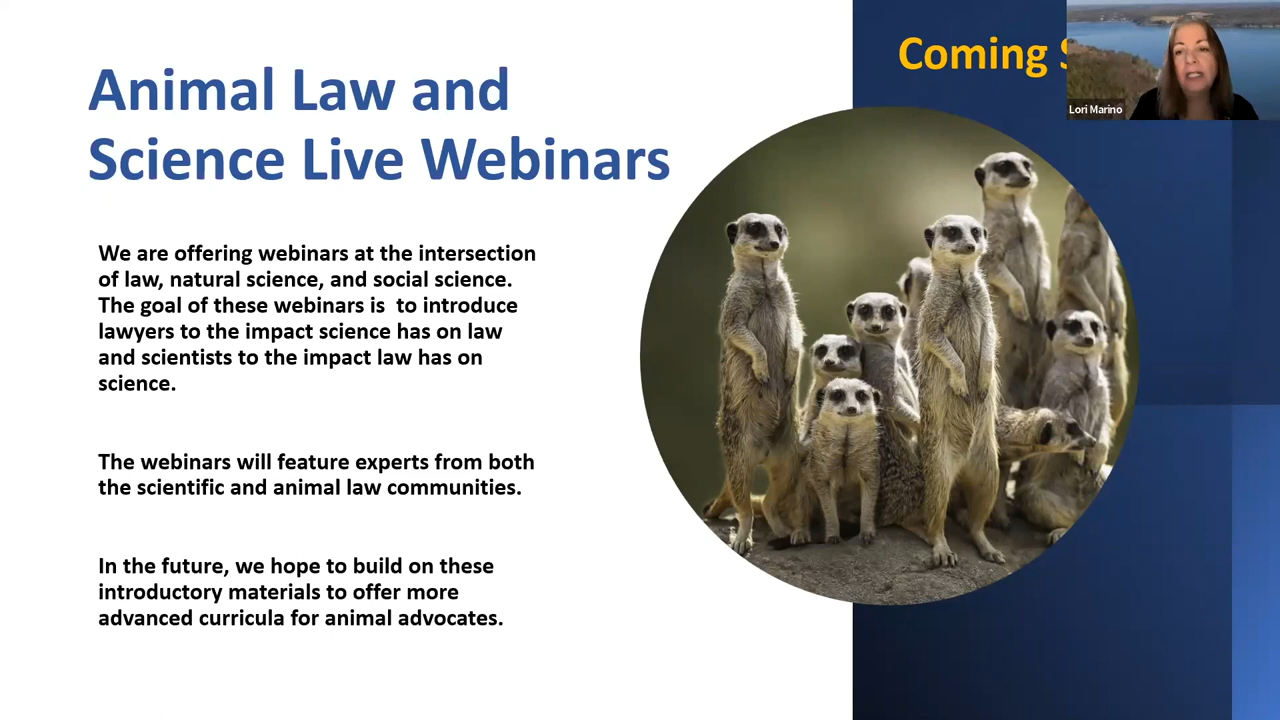 Animal Law and
Science Live Webinars
We are offering webinars at the intersection
of law, natural science, and social science.
The goal of these webinars is  to introduce
lawyers to the impact science has on law
and scientists to the impact law has on
science.
The webinars will feature experts from both
the scientific and animal law communities.
In the future, we hope to build on these
introductory materials to offer more
advanced curricula for animal advocates.
Coming
Lori Marino